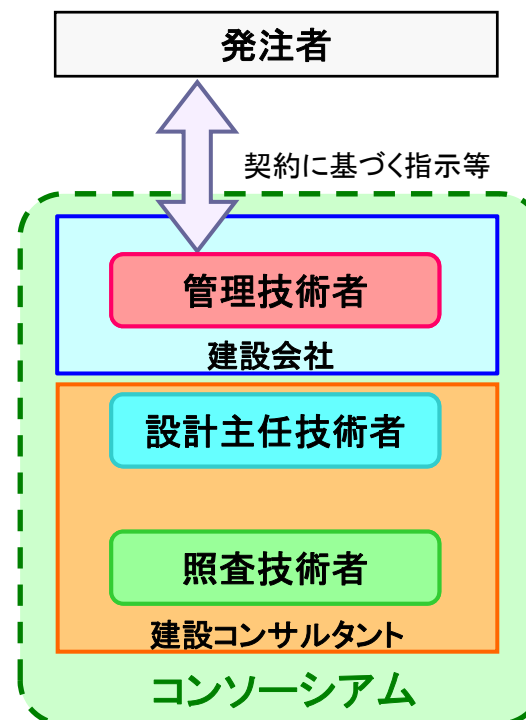 発注者
契約に基づく指示等
管理技術者
建設会社
設計主任技術者
照査技術者
建設コンサルタント
コンソーシアム